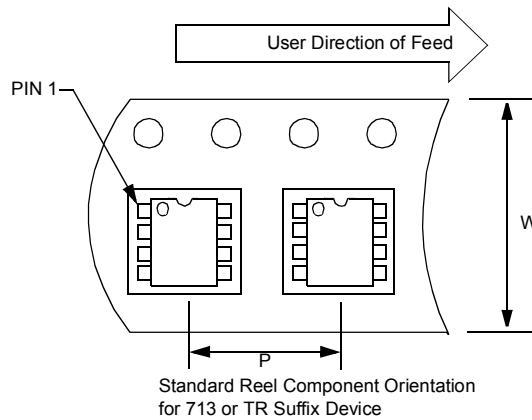 User Direction of Feed
PIN 1
W
P
Standard Reel Component Orientation
for 713 or TR Suffix Device